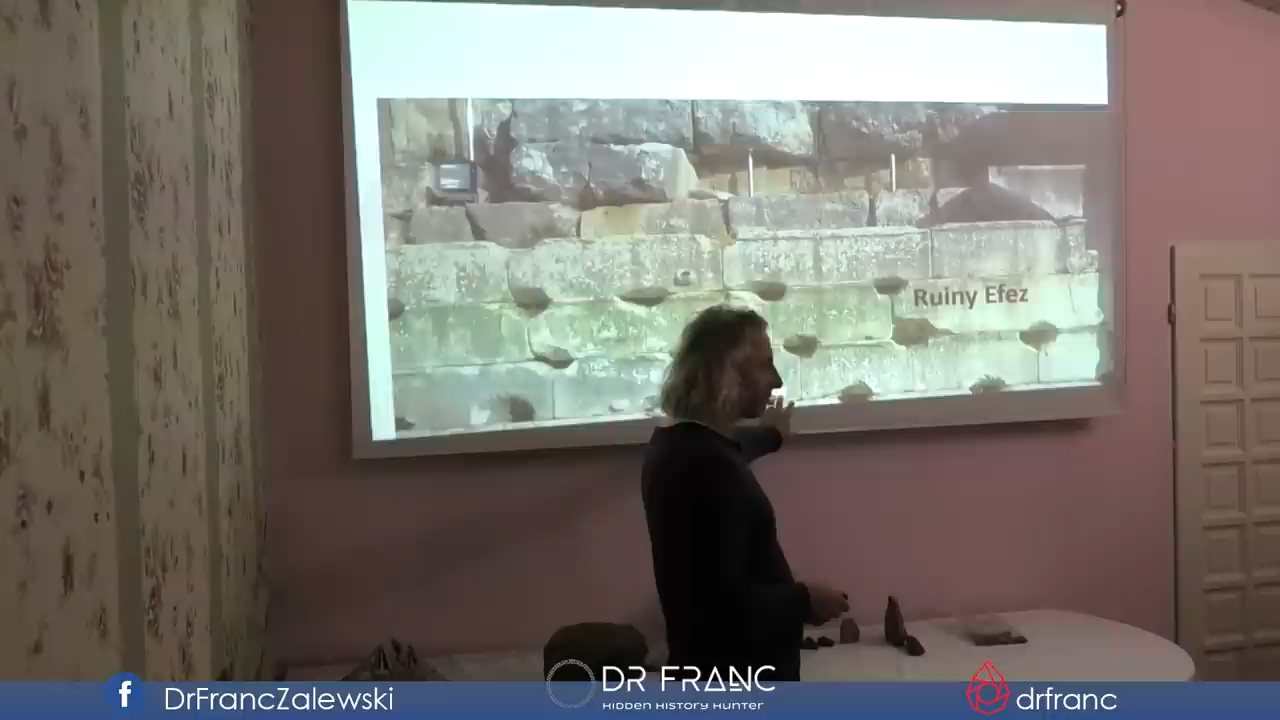 Ruiny Efez
DrFrancZalewski
DR FRANC
HIDDEN HISTORY HUNTER
drfranc